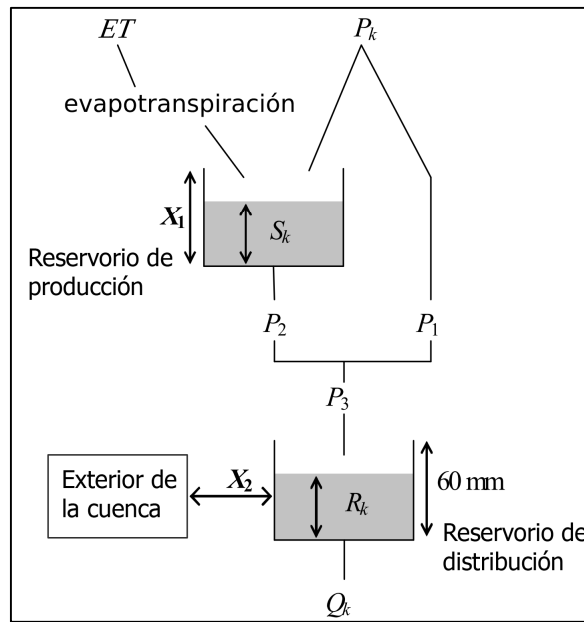 ET
P_k
evapotranspiración
X_1
S_k
Reservorio de
producción
P_2
P_1
P_3
Exterior de
la cuenca
X_2
R_k
60 mm
Reservorio de
distribución
Q_k